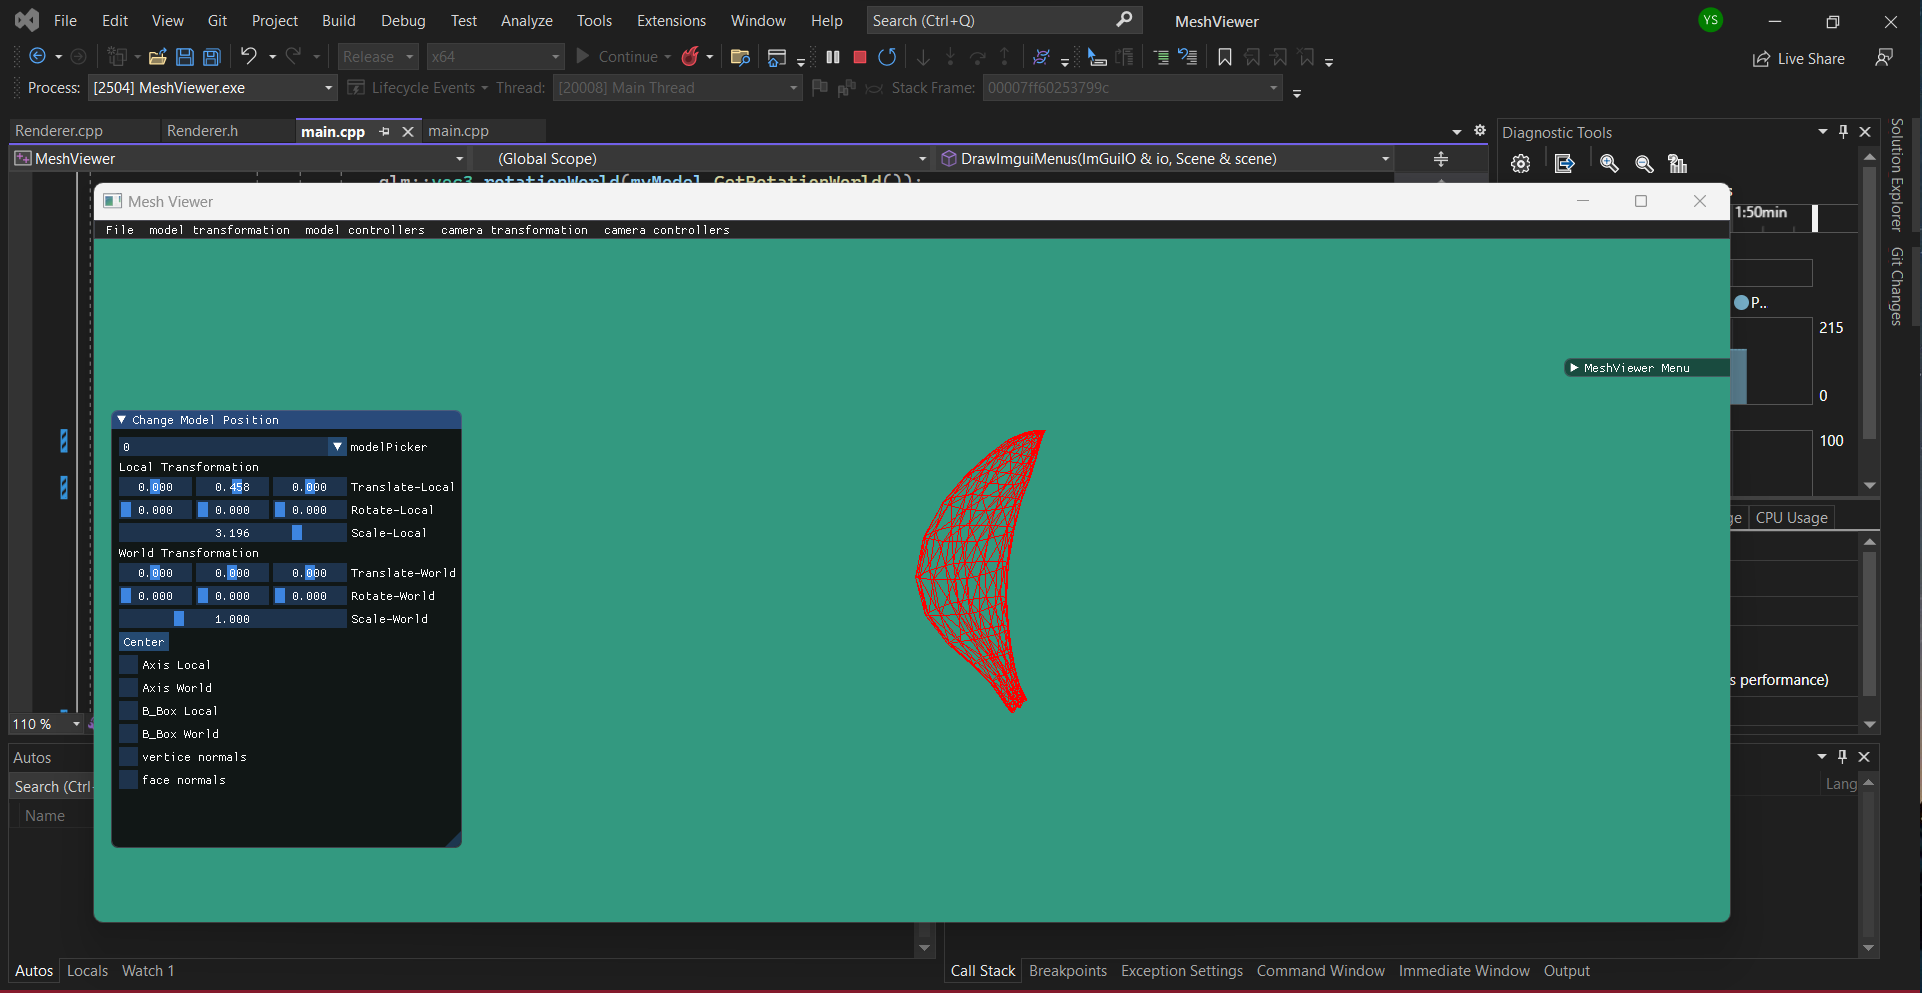 File Edit View Git Project Build Debug Test Analyze Tools Extensions Window Help Search (Ctrl+Q) MeshViewer YS
Release x64 Continue Live Share
Process: [2504] MeshViewer.exe Lifecycle Events Thread: [20008] Main Thread Stack Frame: 00007ff60253799c
Renderer.cpp Renderer.h main.cpp main.cpp Diagnostic Tools
MeshViewer (Global Scope) DrawImguiMenus(ImGuiIO & io, Scene & scene)
glm::vec3 rotationWorld(myModel.GetRotationWorld());
Mesh Viewer
1:50min
File model transformation model controllers camera transformation camera controllers
P..
215
MeshViewer Menu
0
Change Model Position
100
0 modelPicker
Local Transformation
0.000 0.458 0.000 Translate-Local
0.000 0.000 0.000 Rotate-Local
ge CPU Usage
3.196 Scale-Local
World Transformation
0.000 0.000 0.000 Translate-World
0.000 0.000 0.000 Rotate-World
1.000 Scale-World
Center
Axis Local
s performance)
Axis World
B_Box Local
110 %
B_Box World
vertice normals
Autos
face normals
Search (Ctrl Lang
Name
Autos Locals Watch 1 Call Stack Breakpoints Exception Settings Command Window Immediate Window Output
Solution Explorer
Git Changes